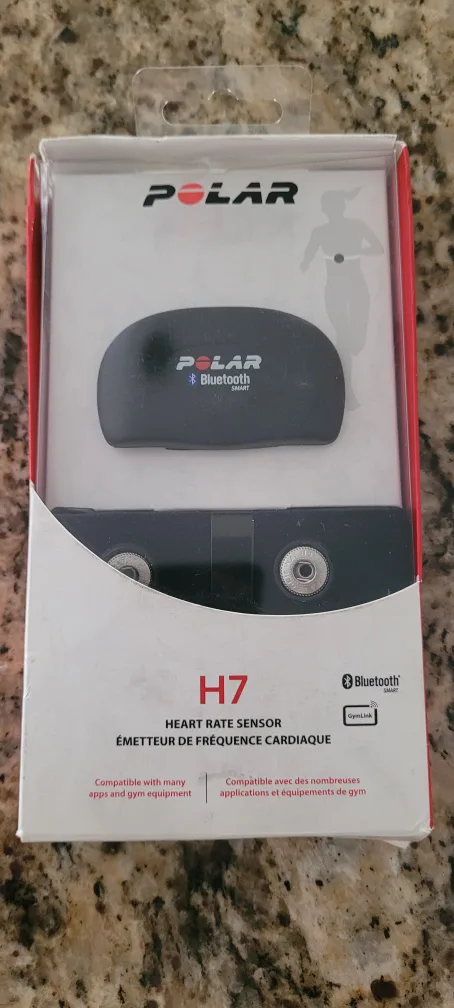 POLAR
POLAR
Bluetooth
SMART
H7
Bluetooth®
SMART
GymLink
HEART RATE SENSOR
ÉMETTEUR DE FRÉQUENCE CARDIAQUE
Compatible with many
apps and gym equipment
Compatible avec des nombreuses
applications et équipements de gym